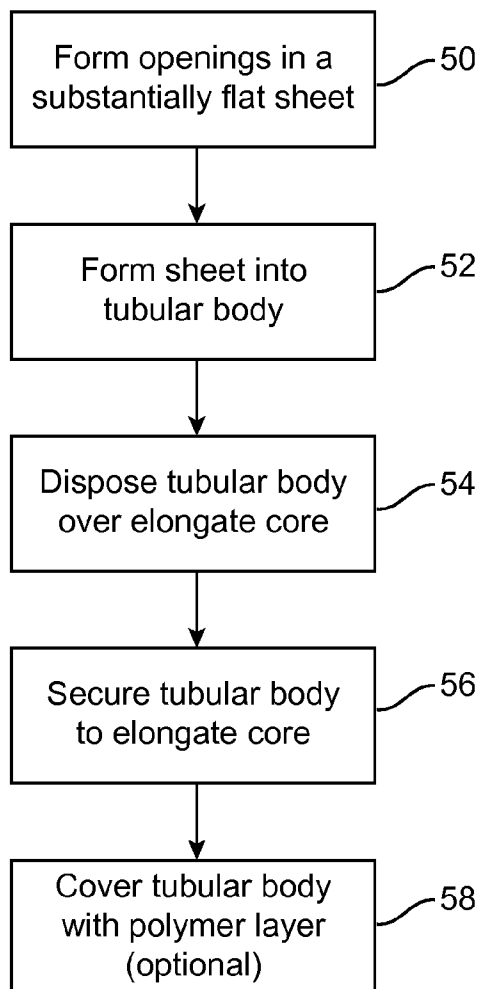 Form openings in a
substantially flat sheet
50
Form sheet into
tubular body
52
Dispose tubular body
over elongate core
54
Secure tubular body
to elongate core
56
Cover tubular body
with polymer layer
(optional)
58